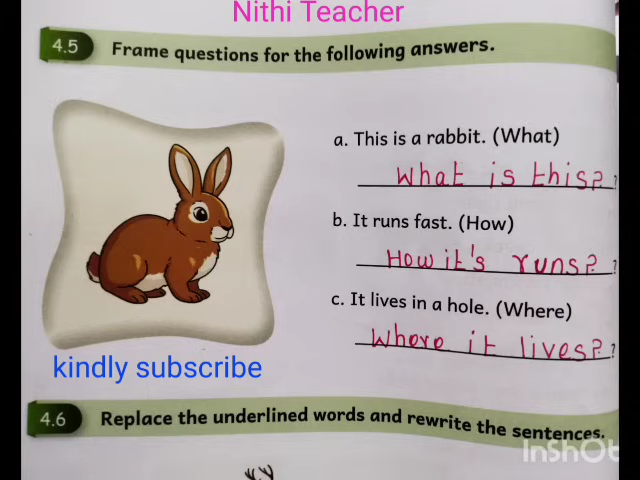 Nithi Teacher
4.5 Frame questions for the following answers.
a. This is a rabbit. (What)
What is this? ?
b. It runs fast. (How)
How it's runs? ?
c. It lives in a hole. (Where)
Where it lives? ?
kindly subscribe
4.6 Replace the underlined words and rewrite the sentences.
InShOt